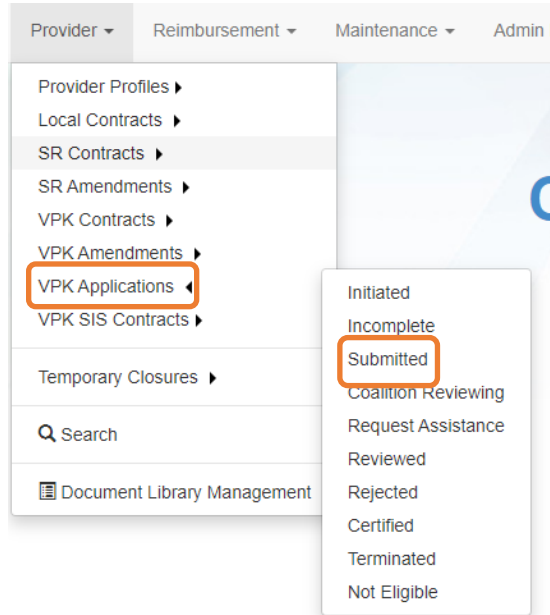 Provider Reimbursement Maintenance Admin
Provider Profiles
Local Contracts
SR Contracts
SR Amendments
VPK Contracts
VPK Amendments
VPK Applications
VPK SIS Contracts
Temporary Closures
Search
Document Library Management
Initiated
Incomplete
Submitted
Coalition Reviewing
Request Assistance
Reviewed
Rejected
Certified
Terminated
Not Eligible